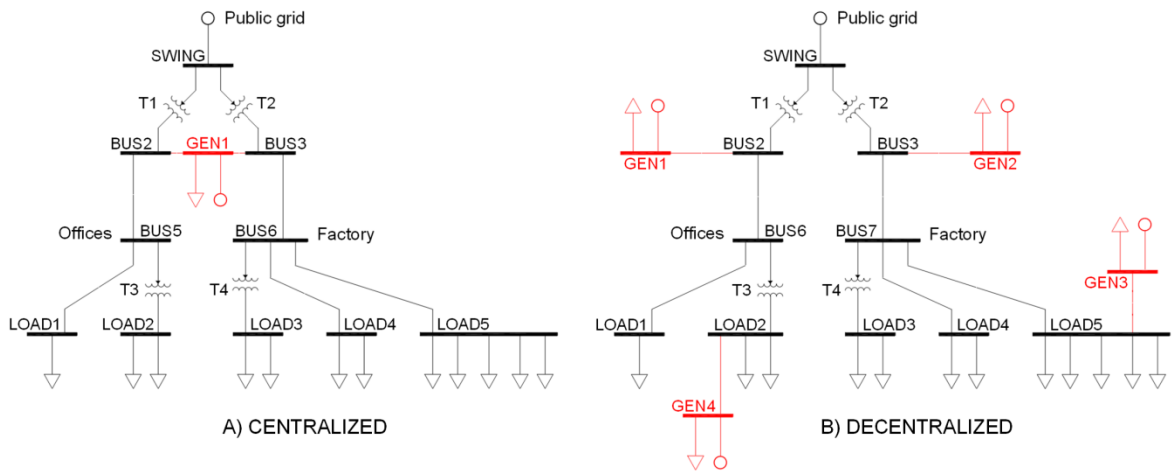 Public grid
SWING
T1
T2
BUS2
GEN1
BUS3
Offices
BUS5
BUS6
Factory
T3
T4
LOAD1
LOAD2
LOAD3
LOAD4
LOAD5
A) CENTRALIZED
Public grid
SWING
T1
T2
GEN1
BUS2
BUS3
GEN2
Offices
BUS6
BUS7
Factory
GEN3
T3
T4
LOAD1
LOAD2
LOAD3
LOAD4
LOAD5
GEN4
B) DECENTRALIZED